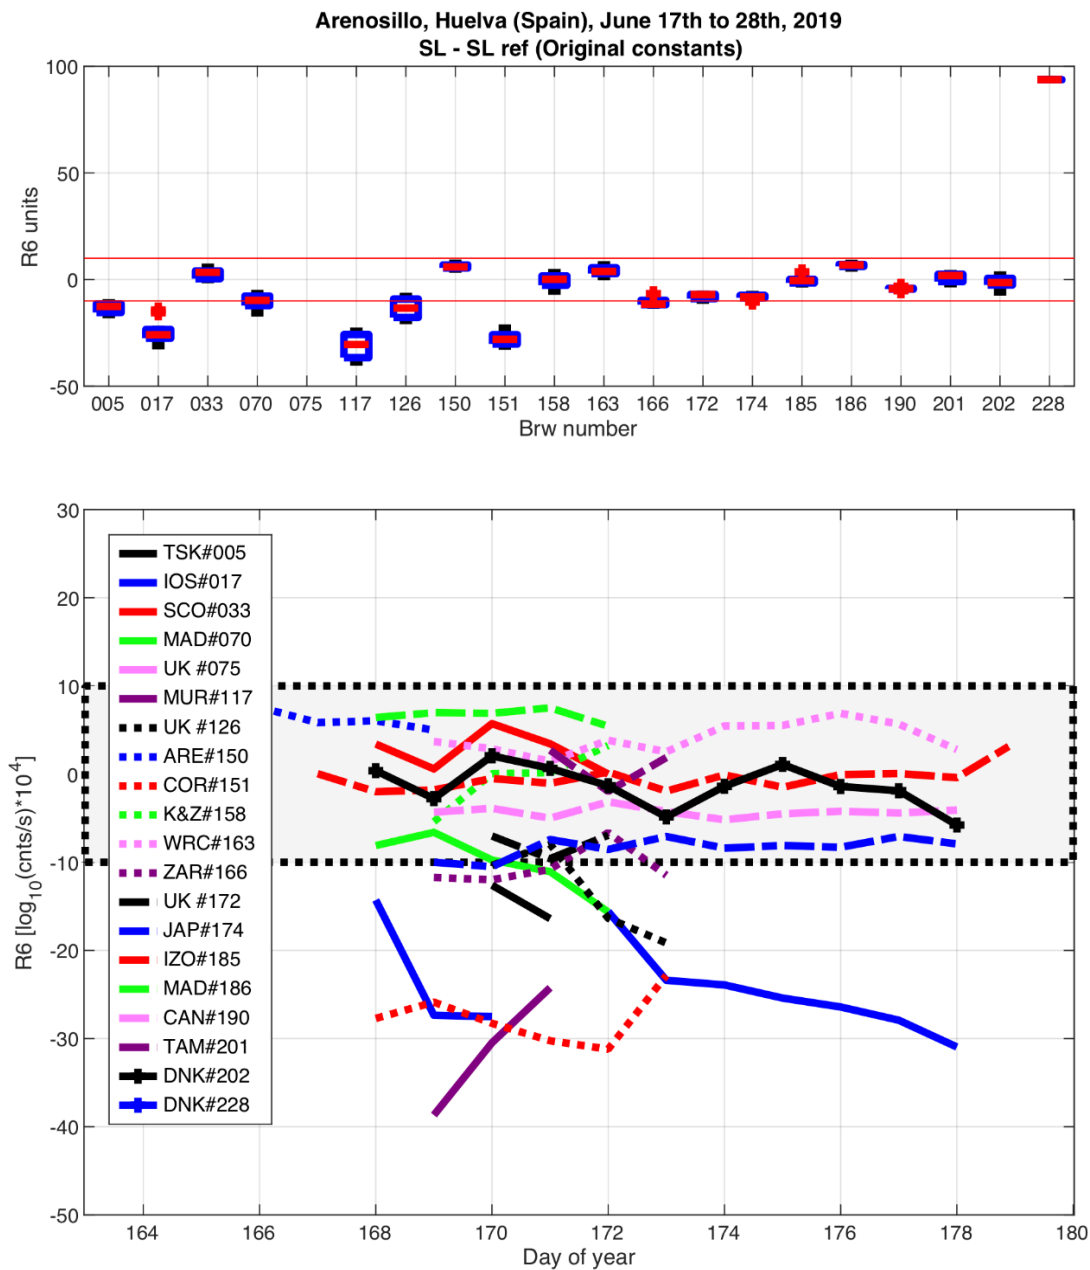 Arenosillo, Huelva (Spain), June 17th to 28th, 2019
SL - SL ref (Original constants)
100
50
0
-50
R6 units
005 017 033 070 075 117 126 150 151 158 163 166 172 174 185 186 190 201 202 228
Brw number
30
20
10
0
-10
-20
-30
-40
-50
R6 [log10(cnts/s)*10^4)
TSK#005
IOS#017
SCO#033
MAD#070
UK #075
MUR#117
UK #126
ARE#150
COR#151
K&Z#158
WRC#163
ZAR#166
UK #172
JAP#174
IZO#185
MAD#186
CAN#190
TAM#201
DNK#202
DNK#228
164 166 168 170 172 174 176 178 180
Day of year